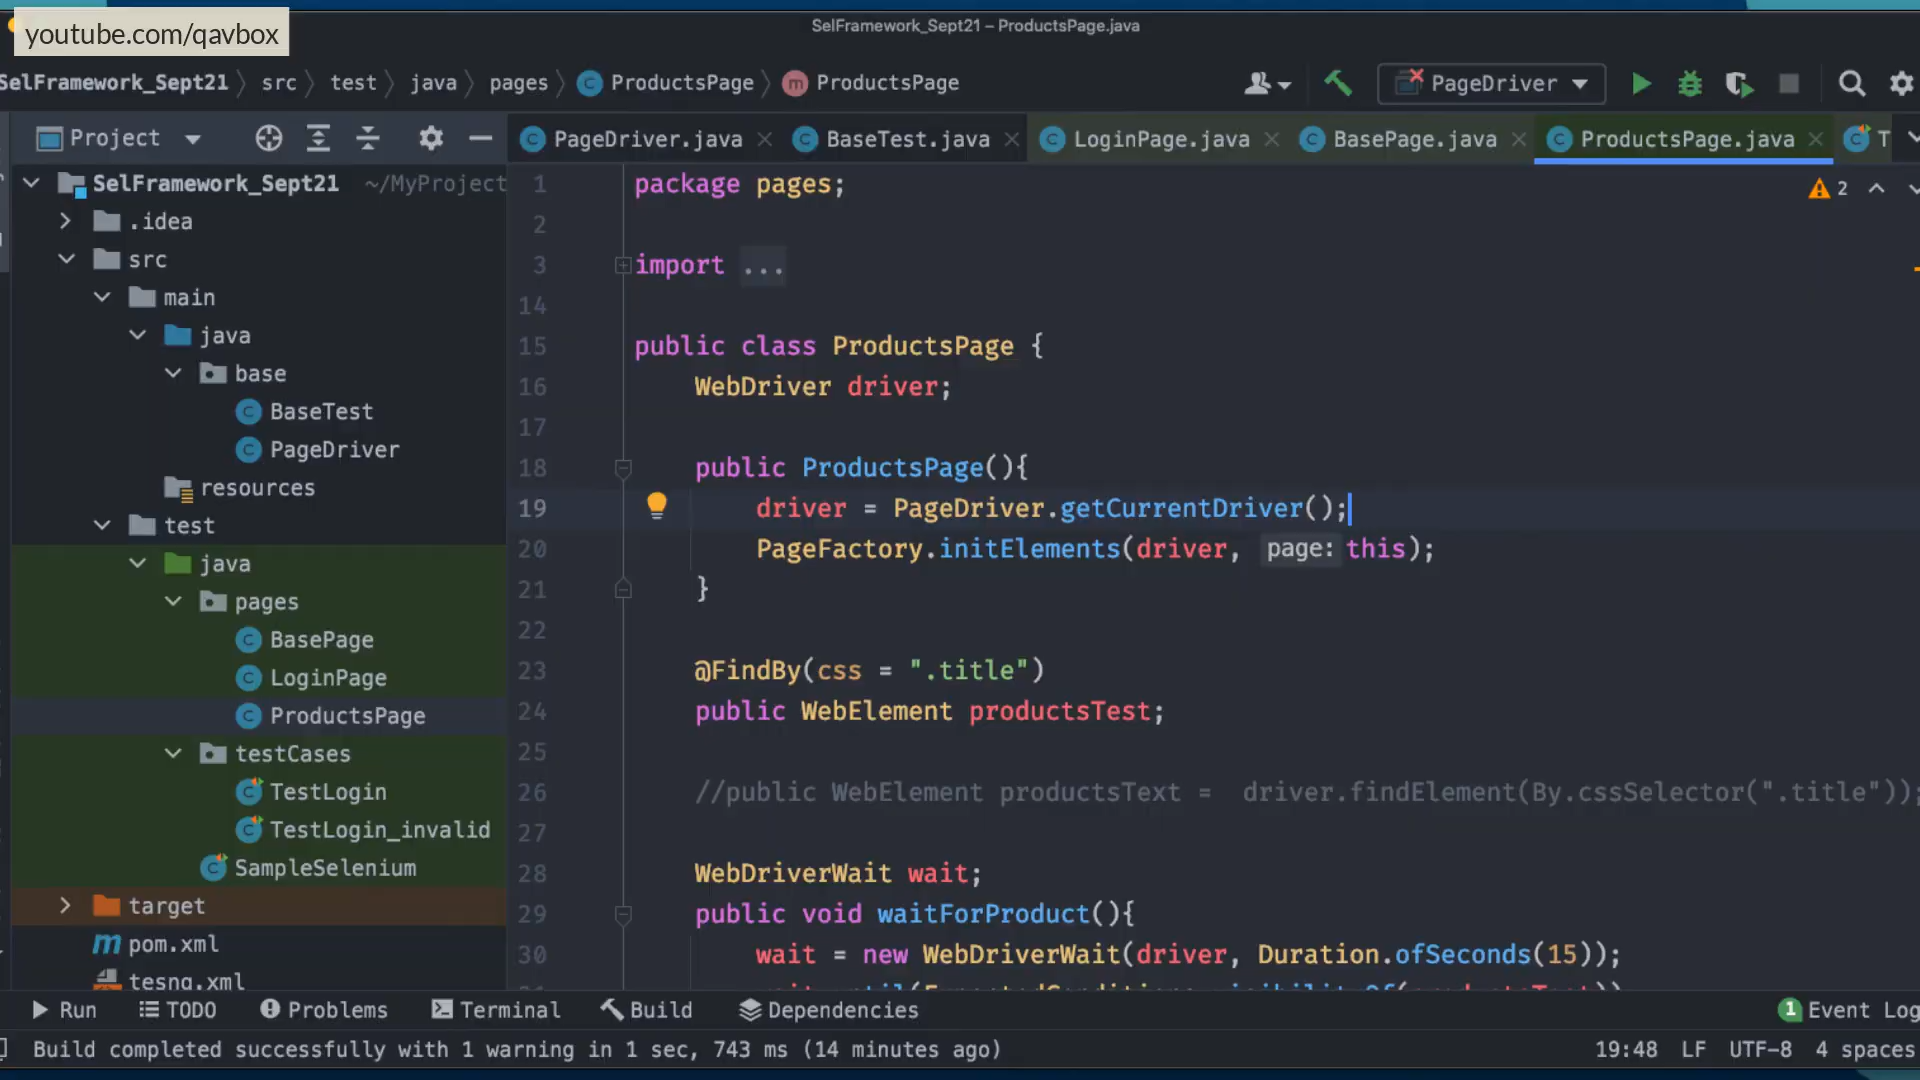 youtube.com/qavbox
SelFramework_Sept21 – ProductsPage.java
SelFramework_Sept21 src test java pages ProductsPage ProductsPage
PageDriver
Project
PageDriver.java BaseTest.java LoginPage.java BasePage.java ProductsPage.java T
SelFramework_Sept21 ~/MyProject
.idea
src
main
java
base
BaseTest
PageDriver
resources
test
java
pages
BasePage
LoginPage
ProductsPage
testCases
TestLogin
TestLogin_invalid
SampleSelenium
target
pom.xml
tesng.xml
2
1 package pages;
2
3 import ...
14
15 public class ProductsPage {
16 WebDriver driver;
17
18 public ProductsPage(){
19 driver = PageDriver.getCurrentDriver();
20 PageFactory.initElements(driver, page: this);
21 }
22
23 @FindBy(css = ".title")
24 public WebElement productsTest;
25
26 //public WebElement productsText =  driver.findElement(By.cssSelector(".title"));
27
28 WebDriverWait wait;
29 public void waitForProduct(){
30 wait = new WebDriverWait(driver, Duration.ofSeconds(15));
Run TODO Problems Terminal Build Dependencies 1 Event Log
Build completed successfully with 1 warning in 1 sec, 743 ms (14 minutes ago) 19:48 LF UTF-8 4 spaces